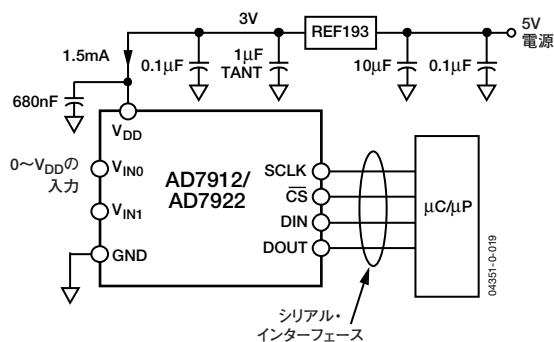 3V
REF193
5V
電源
1.5mA
0.1μF
1μF
TANT
10μF
0.1μF
680nF
VDD
0~VDDの
入力
VIN0
VIN1
GND
AD7912/
AD7922
SCLK
CS
DIN
DOUT
μC/μP
シリアル・
インターフェース
04351-0-019